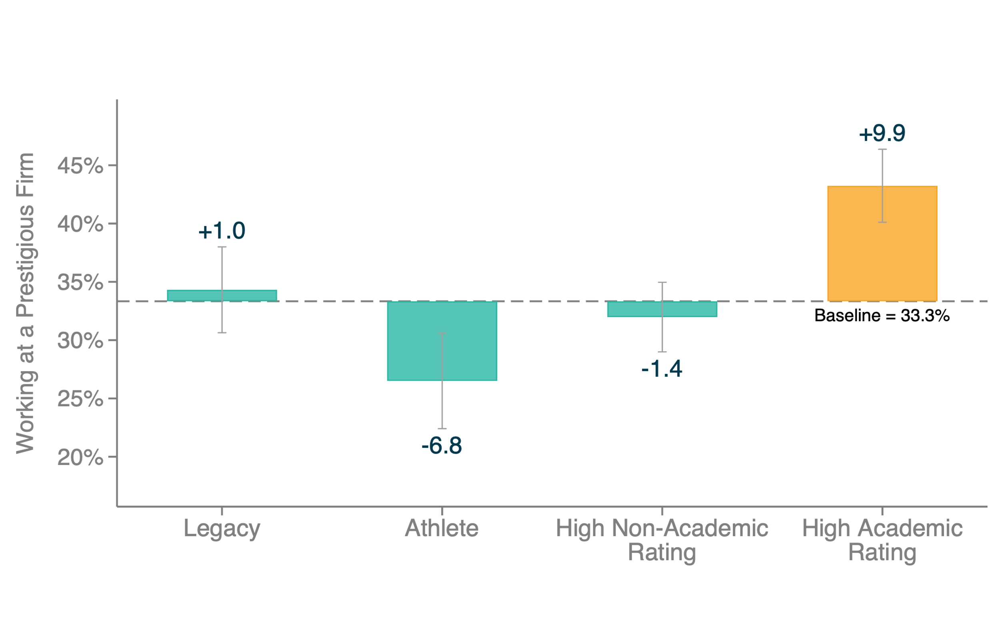 Working at a Prestigious Firm
45%
40%
35%
30%
25%
20%
+1.0
-6.8
-1.4
+9.9
Baseline = 33.3%
Legacy
Athlete
High Non-Academic
Rating
High Academic
Rating